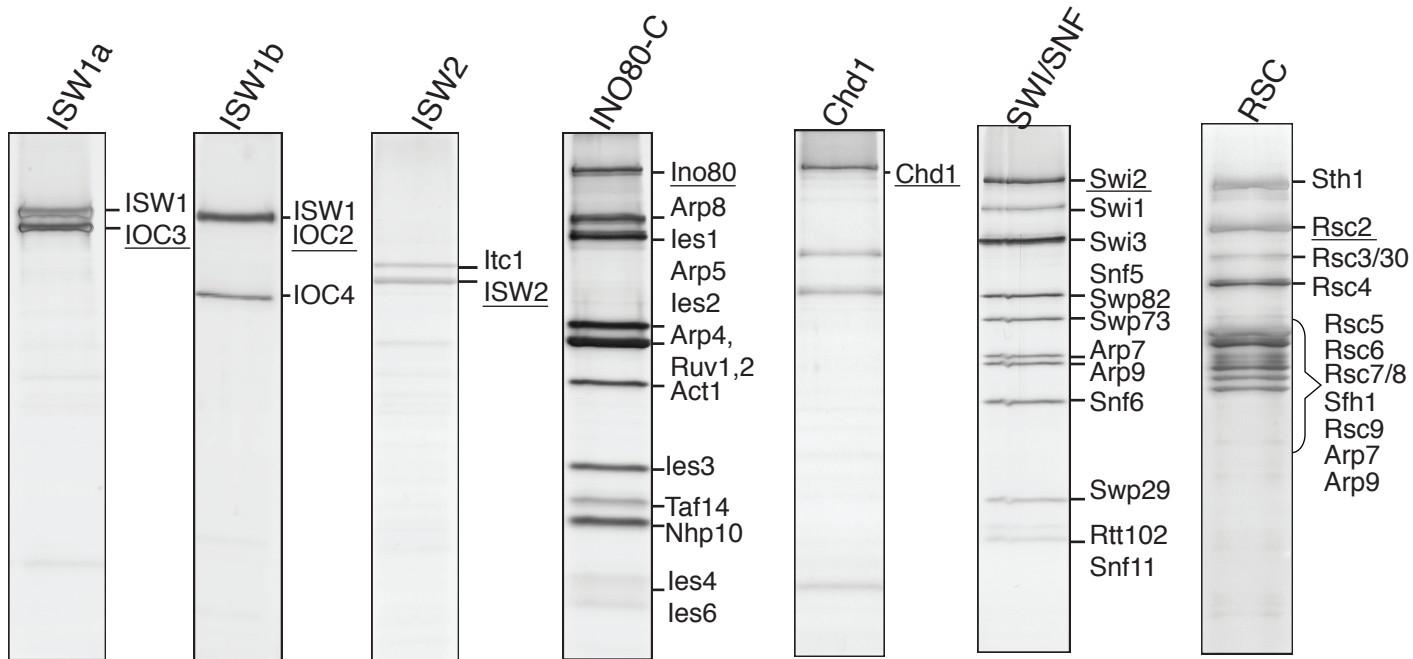 ISW1a
ISW1
IOC3
ISW1b
ISW1
IOC2
IOC4
ISW2
Itc1
ISW2
INO80-C
Ino80
Arp8
Ies1
Arp5
Ies2
Arp4,
Ruv1,2
Act1
Ies3
Taf14
Nhp10
Ies4
Ies6
Chd1
Chd1
SWI/SNF
Swi2
Swi1
Swi3
Snf5
Swp82
Swp73
Arp7
Arp9
Snf6
Swp29
Rtt102
Snf11
RSC
Sth1
Rsc2
Rsc3/30
Rsc4
Rsc5
Rsc6
Rsc7/8
Sfh1
Rsc9
Arp7
Arp9